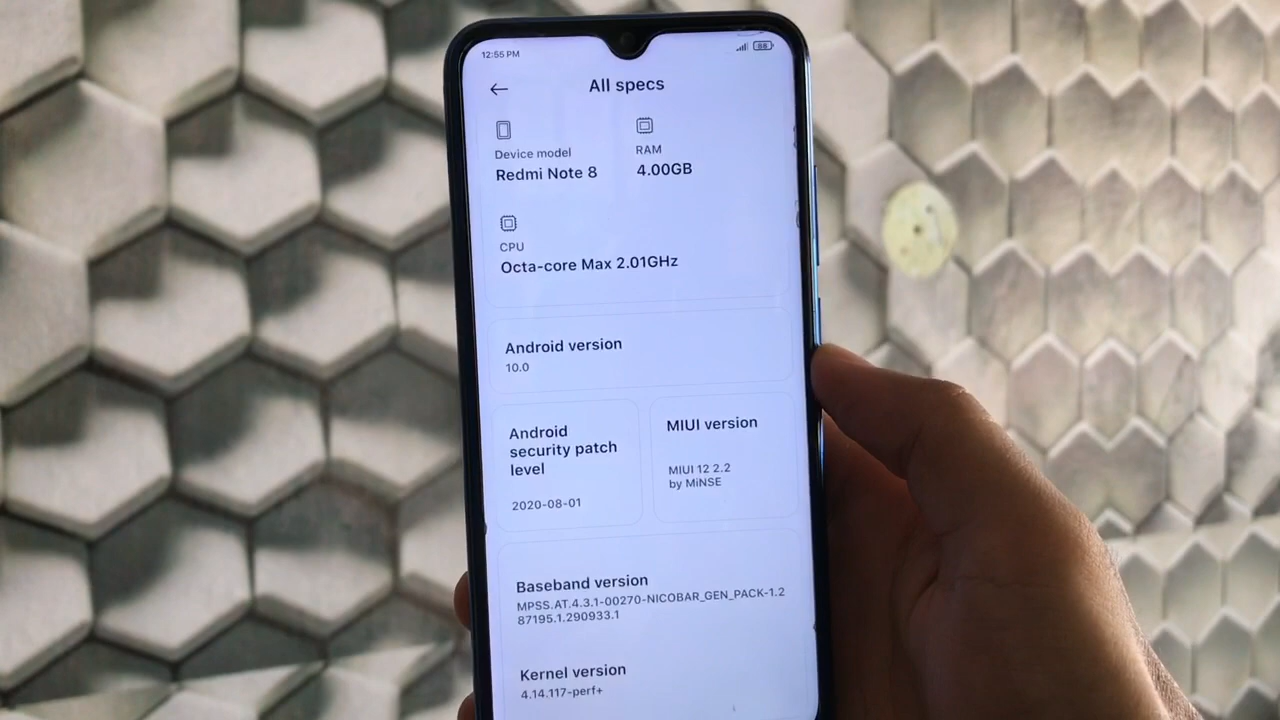 12:55 PM
88
All specs
Device model
Redmi Note 8
RAM
4.00GB
CPU
Octa-core Max 2.01GHz
Android version
10.0
Android
security patch
level
2020-08-01
MIUI version
MIUI 12 2.2
by MiNSE
Baseband version
MPSS.AT.4.3.1-00270-NICOBAR_GEN_PACK-1.2
87195.1.290933.1
Kernel version
4.14.117-perf+